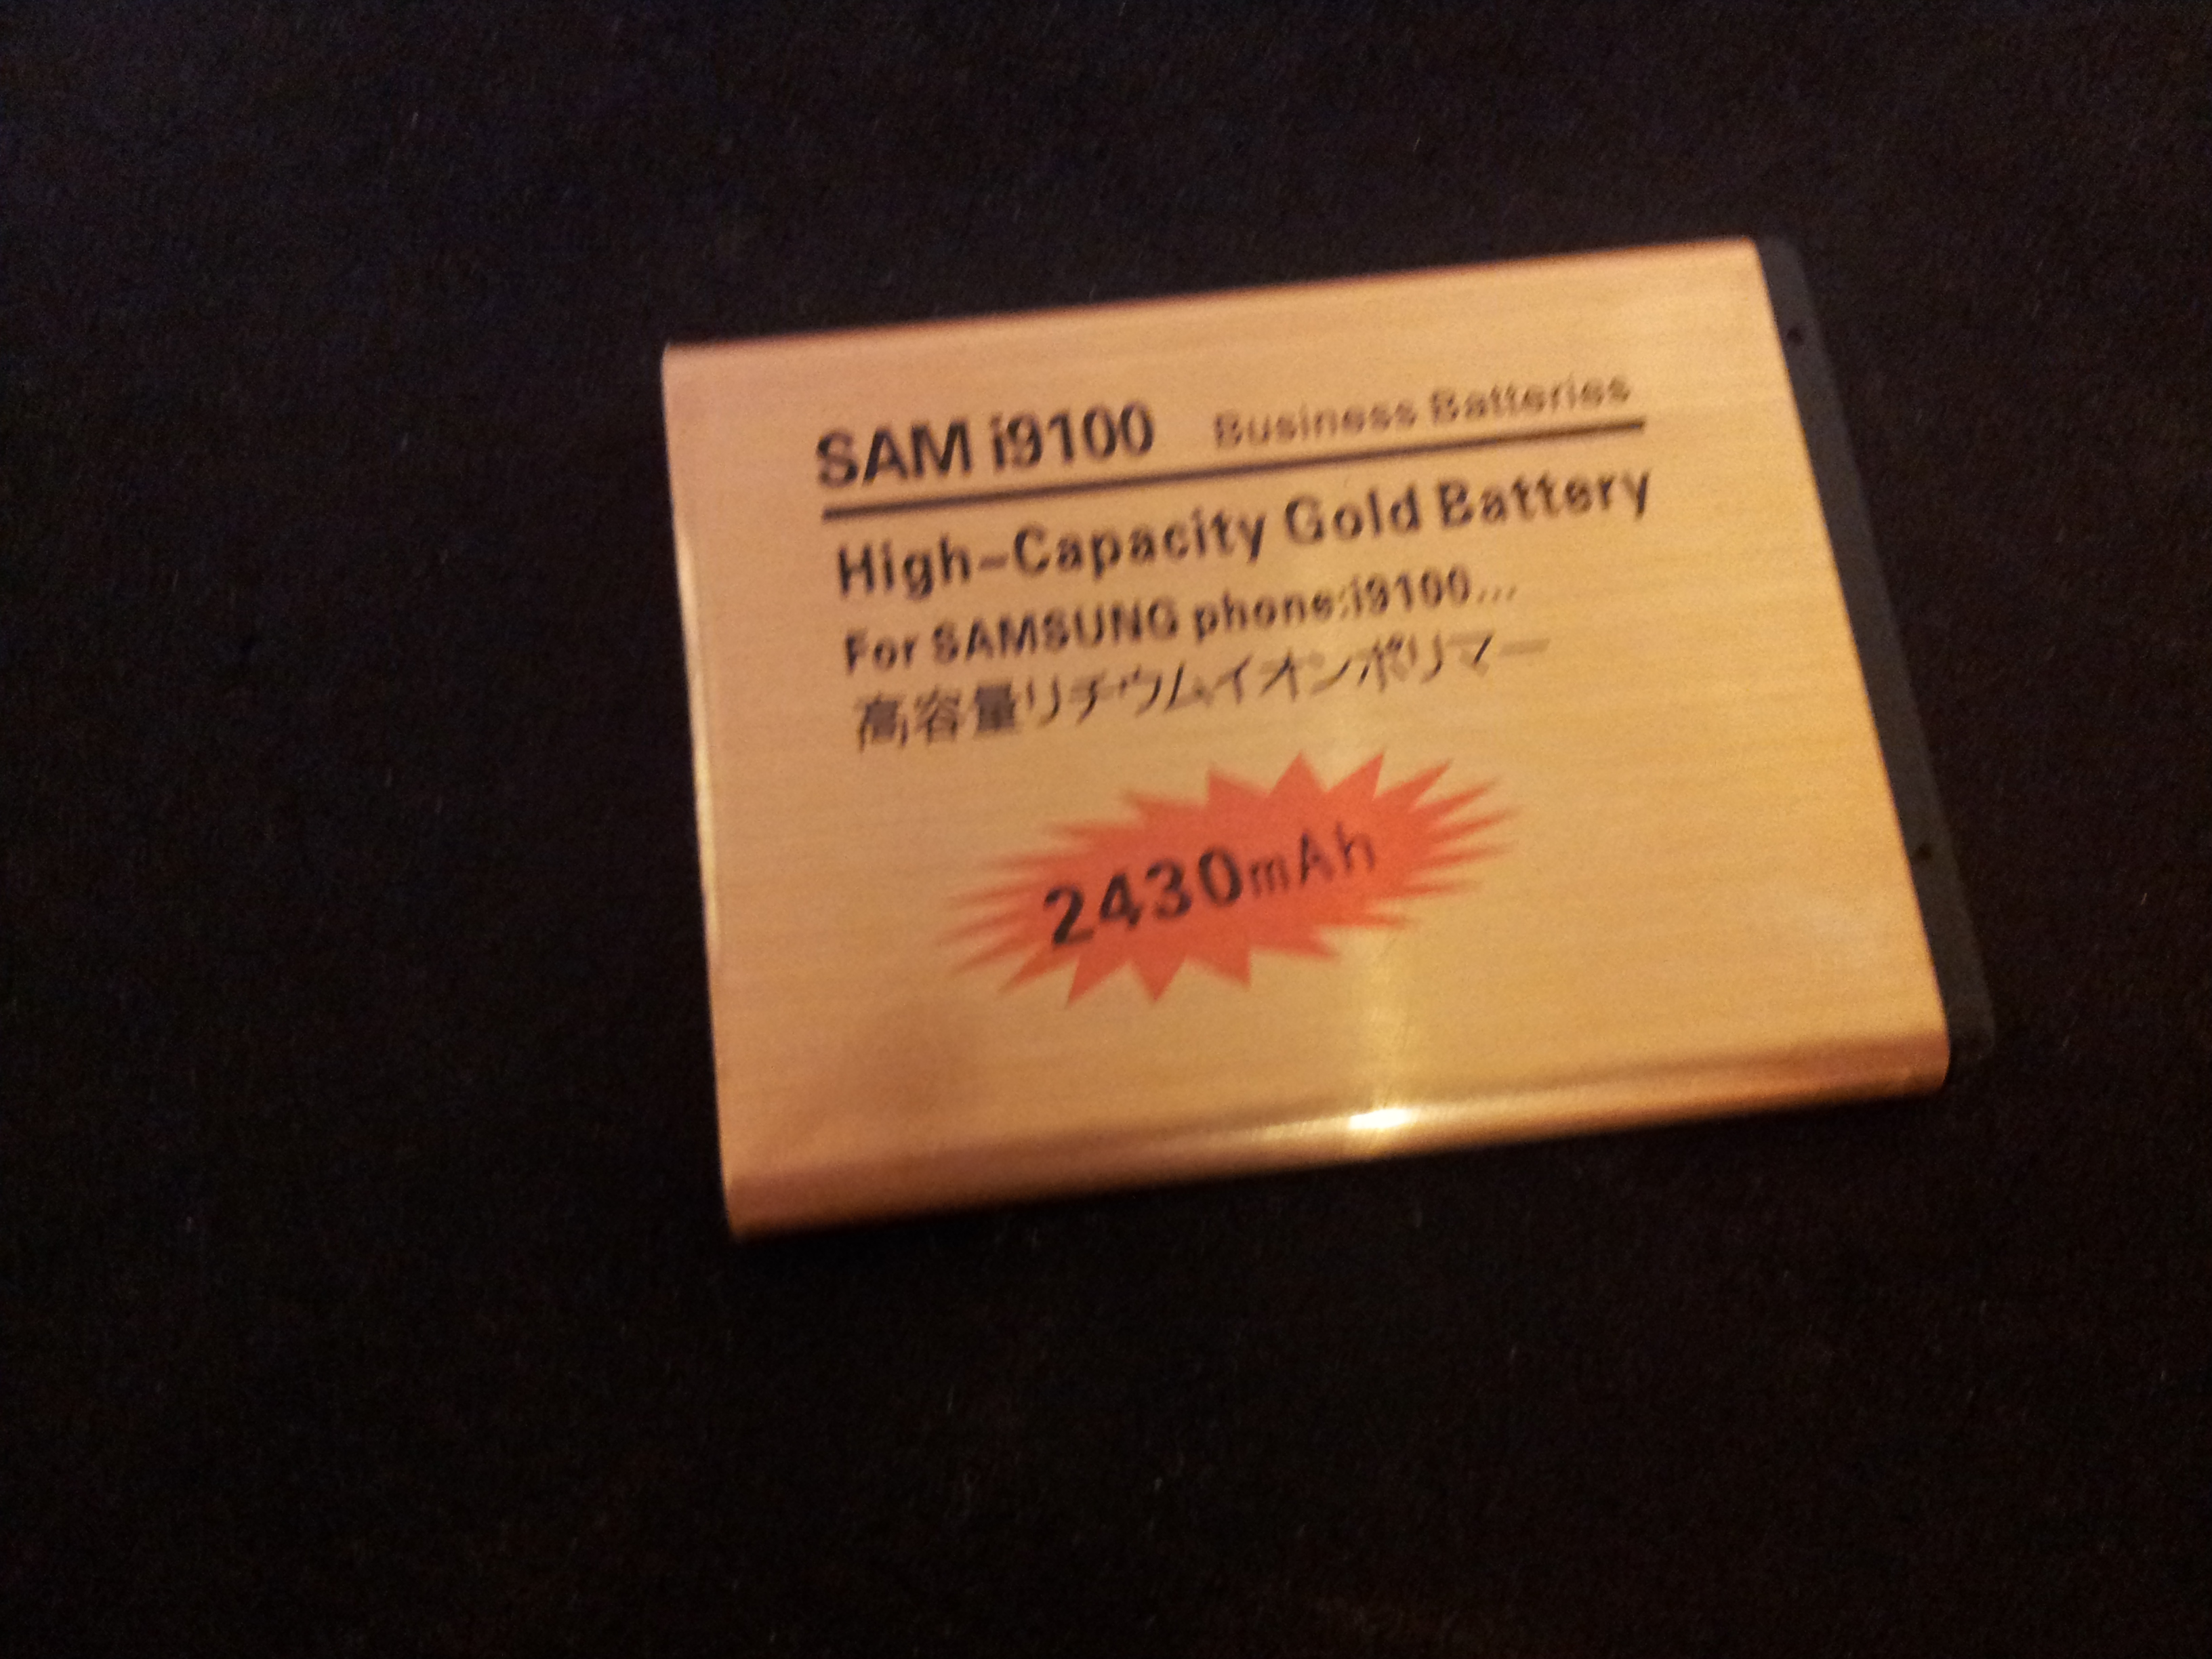 SAM i9100 Business Batteries
High-Capacity Gold Battery
For SAMSUNG phone:i9100...
高容量リチウムイオンポリマー
2430mAh